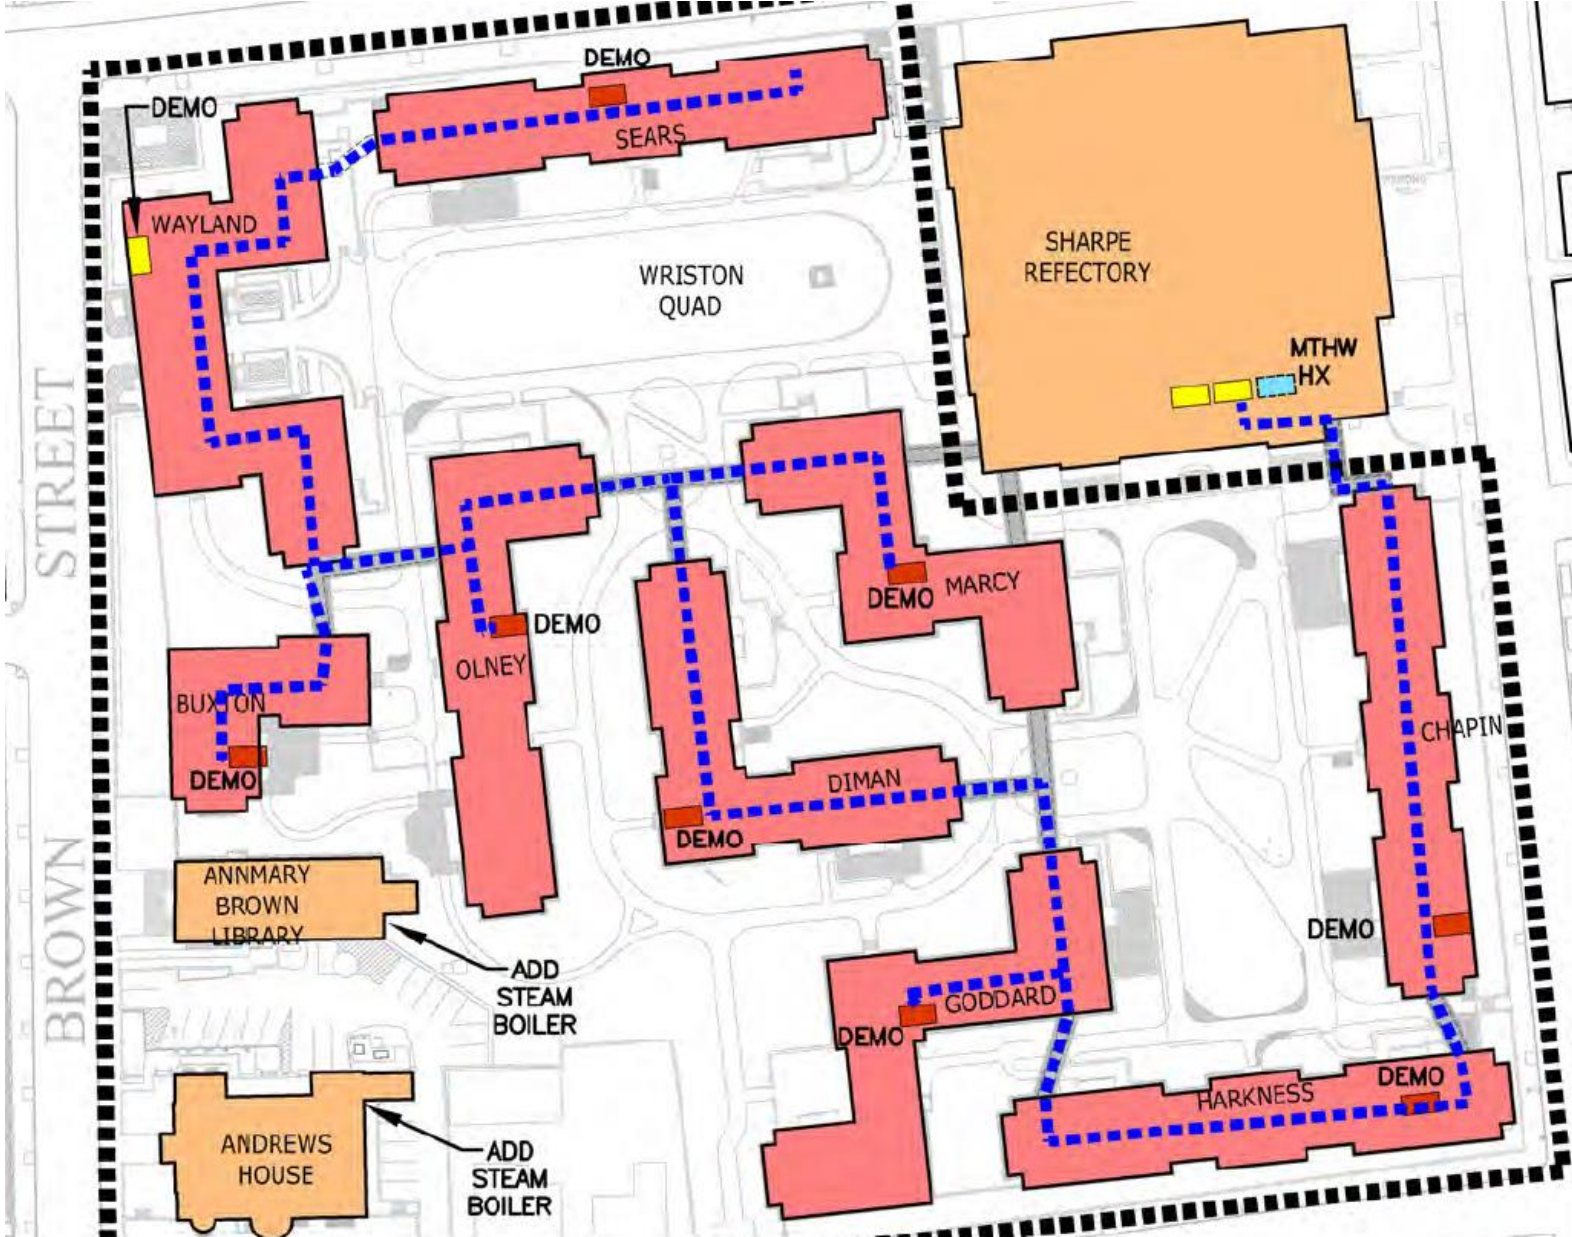 DEMO
DEMO
SEARS
WAYLAND
WRISTON
QUAD
SHARPE
REFECTORY
MTHW
HX
STREET
DEMO
MARCY
DEMO
OLNEY
BUXTON
DEMO
CHAPIN
DIMAN
DEMO
BROWN
ANNMARY
BROWN
LIBRARY
DEMO
ADD
STEAM
BOILER
GODDARD
DEMO
DEMO
HARKNESS
ANDREWS
HOUSE
ADD
STEAM
BOILER